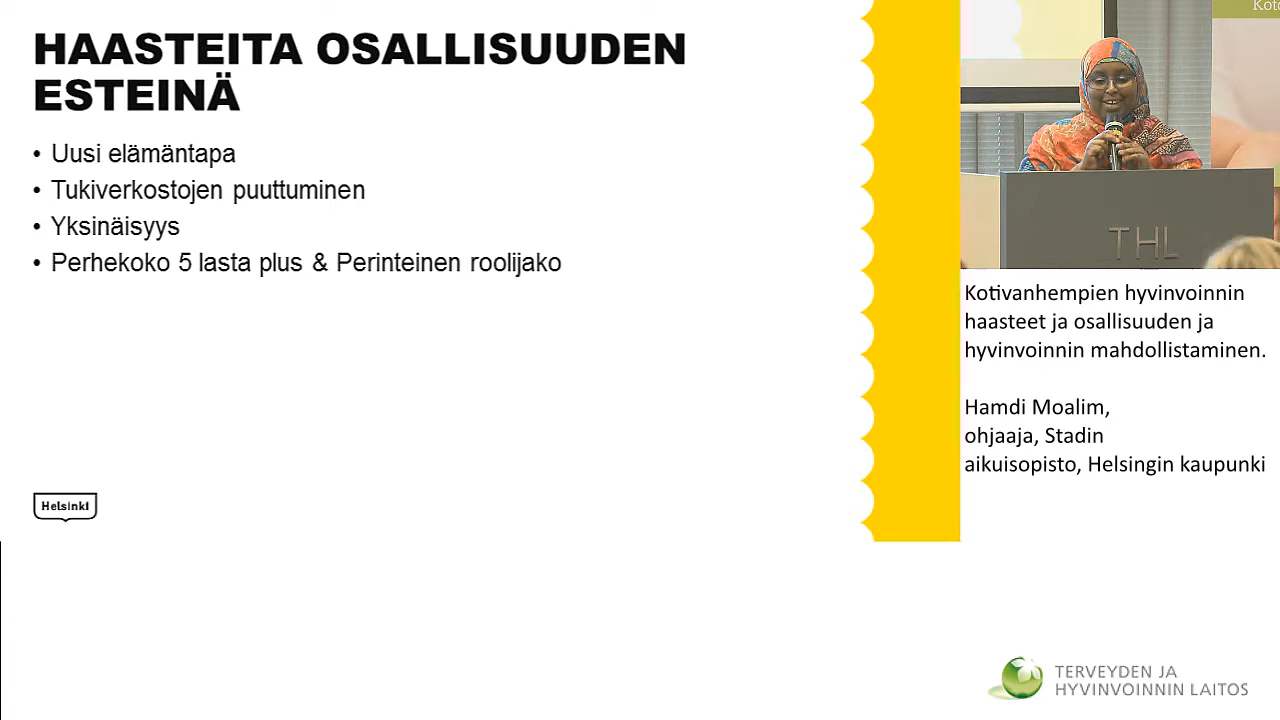 HAASTEITA OSALLISUUDEN
ESTEINÄ
• Uusi elämäntapa
• Tukiverkostojen puuttuminen
• Yksinäisyys
• Perhekoko 5 lasta plus & Perinteinen roolijako
Helsinki
THL
Kotivanhempien hyvinvoinnin
haasteet ja osallisuuden ja
hyvinvoinnin mahdollistaminen.
Hamdi Moalim,
ohjaaja, Stadin
aikuisopisto, Helsingin kaupunki
TERVEYDEN JA
HYVINVOINNIN LAITOS